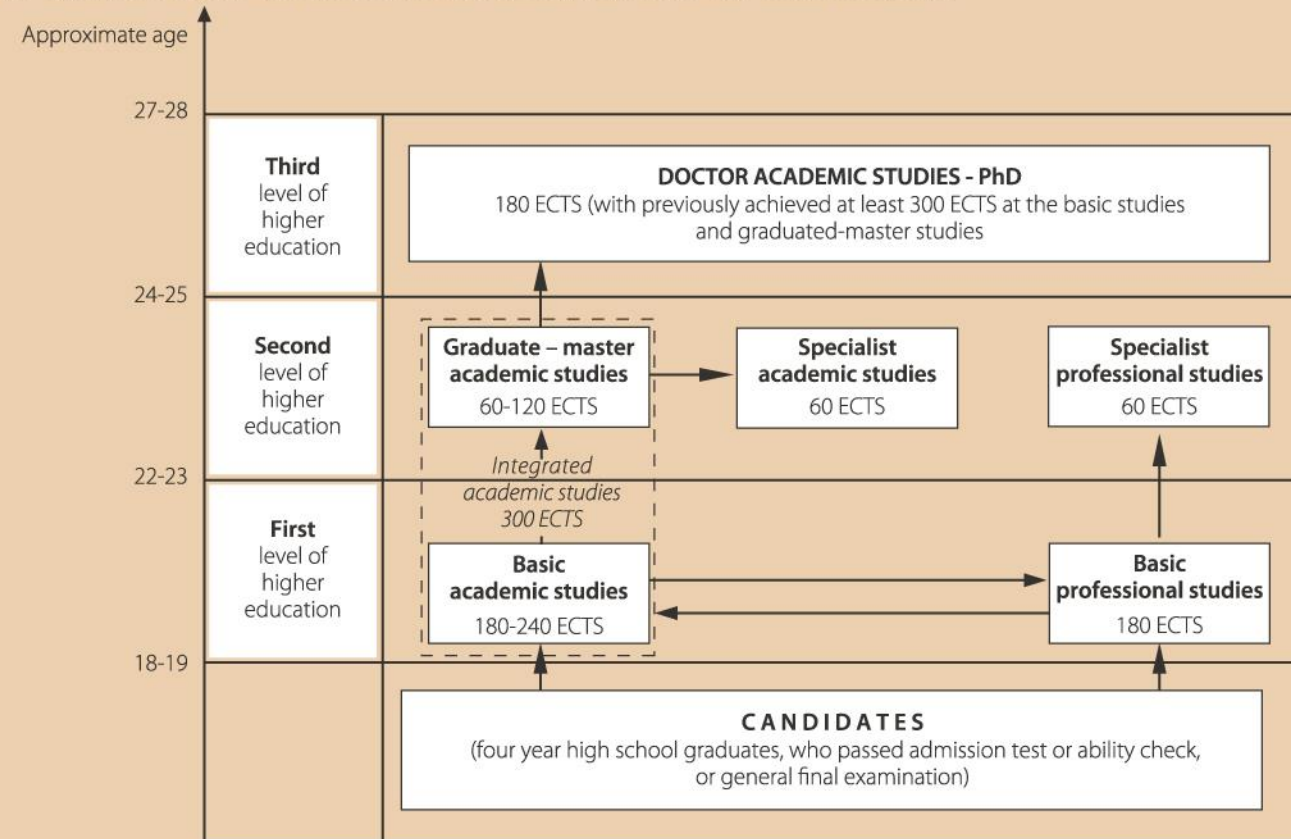 Approximate age
27-28
Third
level of
higher
education
DOCTOR ACADEMIC STUDIES - PhD
180 ECTS (with previously achieved at least 300 ECTS at the basic studies
and graduated-master studies
24-25
Second
level of
higher
education
Graduate – master
academic studies
60-120 ECTS
Specialist
academic studies
60 ECTS
Specialist
professional studies
60 ECTS
22-23
Integrated
academic studies
300 ECTS
First
level of
higher
education
Basic
academic studies
180-240 ECTS
Basic
professional studies
180 ECTS
18-19
CANDIDATES
(four year high school graduates, who passed admission test or ability check,
or general final examination)